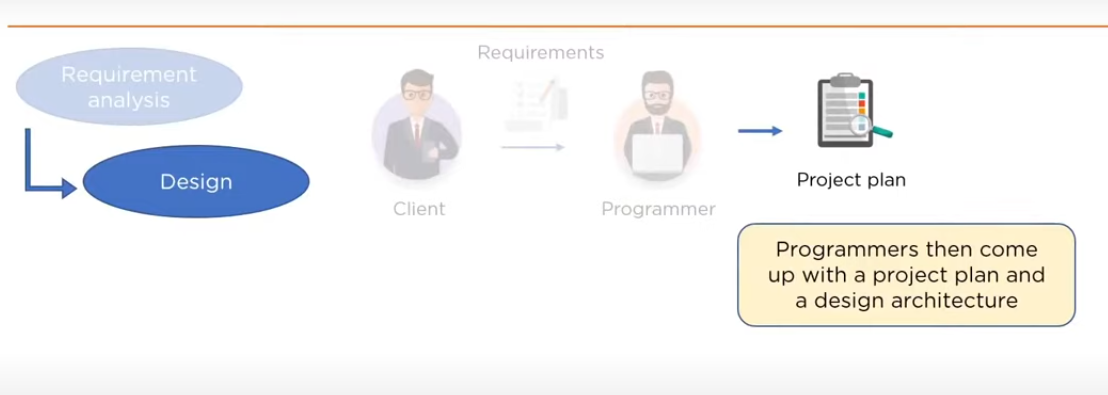 Requirements
Requirement
analysis
Design
Client
Programmer
Project plan
Programmers then come
up with a project plan and
a design architecture